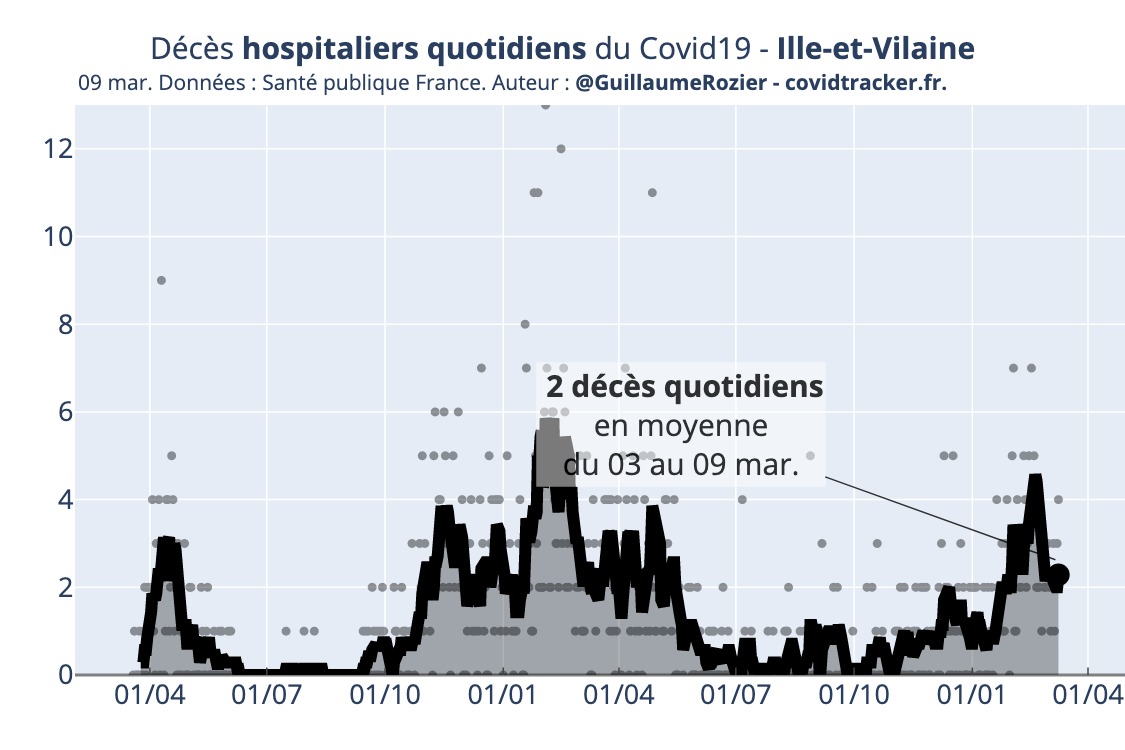 Décès hospitaliers quotidiens du Covid19 - Ille-et-Vilaine
09 mar. Données : Santé publique France. Auteur : @GuillaumeRozier - covidtracker.fr.
12
10
8
6
4
2
0
2 décès quotidiens
en moyenne
du 03 au 09 mar.
01/04 01/07 01/10 01/01 01/04 01/07 01/10 01/01 01/04